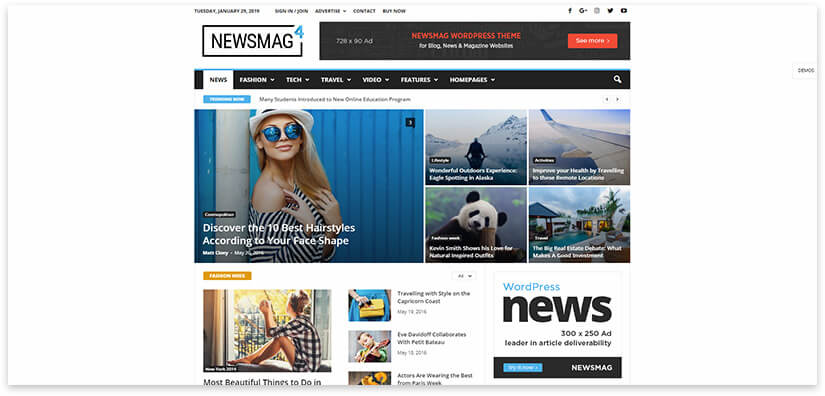 TUESDAY, JANUARY 29, 2019 SIGN IN / JOIN ADVERTISE CONTACT BUY NOW
NEWSMAG 4
728 x 90 Ad
NEWSMAG WORDPRESS THEME
for Blog, News & Magazine Websites
See more ›
DEMOS
NEWS FASHION TECH TRAVEL VIDEO FEATURES HOMEPAGES
TRENDING NOW Many Students Introduced to New Online Education Program
3
Cosmopolitan
Discover the 10 Best Hairstyles
According to Your Face Shape
Matt Cloey -
Lifestyle
Wonderful Outdoors Experience:
Eagle Spotting in Alaska
Activities
Improve your Health by Travelling
to these Remote Locations
Fashion week
Kevin Smith Shows his Love for
Natural Inspired Outfits
Travel
The Big Real Estate Debate: What
Makes A Good Investment
FASHION WEEK
All
New York 2014
Most Beautiful Things to Do in
Travelling with Style on the
Capricorn Coast
May 19, 2016
Eve Davidoff Collaborates
With Petit Bateau
May 10, 2016
Actors Are Wearing the Best
from Paris Week
WordPress
news
300 x 250 Ad
leader in article deliverability
try it now ›
NEWSMAG